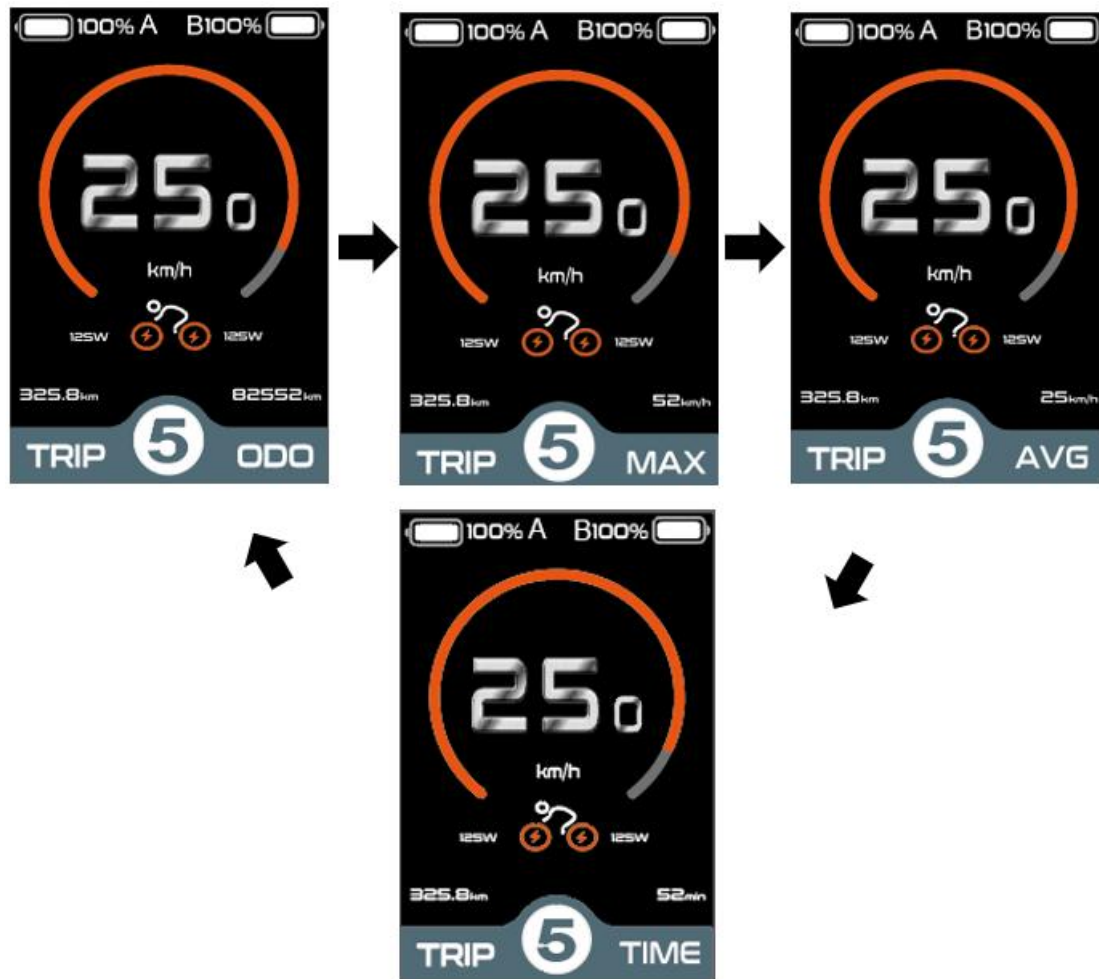 100% A B100%
25.0
km/h
125W 125W
325.8km 82552km
TRIP 5 ODO
100% A B100%
25.0
km/h
125W 125W
325.8km 52km/h
TRIP 5 MAX
100% A B100%
25.0
km/h
125W 125W
325.8km 25km/h
TRIP 5 AVG
100% A B100%
25.0
km/h
125W 125W
325.8km 52min
TRIP 5 TIME